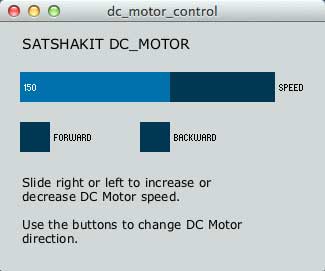 dc_motor_control
SATSHAKIT DC_MOTOR
150 SPEED
FORWARD BACKWARD
Slide right or left to increase or
decrease DC Motor speed.
Use the buttons to change DC Motor
direction.